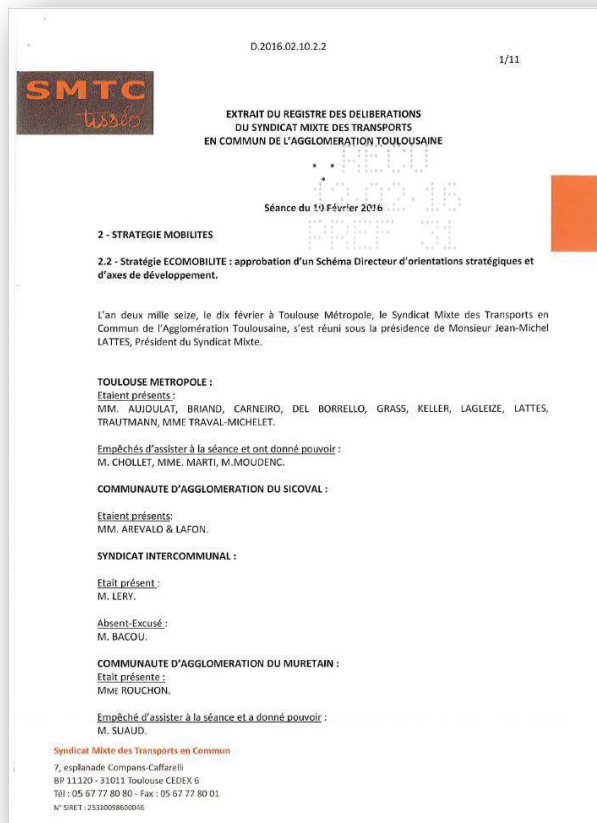 D.2016.02.10.2.2
1/11
SMTC
tisséo
EXTRAIT DU REGISTRE DES DELIBERATIONS
DU SYNDICAT MIXTE DES TRANSPORTS
EN COMMUN DE L'AGGLOMERATION TOULOUSAINE
* *
*
RECU
12-02-16
PREF 31
Séance du 10 Février 2016
2 - STRATEGIE MOBILITES
2.2 - Stratégie ECOMOBILITE : approbation d'un Schéma Directeur d'orientations stratégiques et
d'axes de développement.
L'an deux mille seize, le dix février à Toulouse Métropole, le Syndicat Mixte des Transports en
Commun de l'Agglomération Toulousaine, s'est réuni sous la présidence de Monsieur Jean-Michel
LATTES, Président du Syndicat Mixte.
TOULOUSE METROPOLE :
Etaient présents :
MM. AUJOULAT, BRIAND, CARNEIRO, DEL BORRELLO, GRASS, KELLER, LAGLEIZE, LATTES,
TRAUTMANN, MME TRAVAL-MICHELET.
Empêchés d'assister à la séance et ont donné pouvoir :
M. CHOLLET, MME. MARTI, M.MOUDENC.
COMMUNAUTE D'AGGLOMERATION DU SICOVAL :
Etaient présents:
MM. AREVALO & LAFON.
SYNDICAT INTERCOMMUNAL :
Etait présent :
M. LERY.
Absent-Excusé :
M. BACOU.
COMMUNAUTE D'AGGLOMERATION DU MURETAIN :
Etait présente :
MME ROUCHON.
Empêché d'assister à la séance et a donné pouvoir :
M. SUAUD.
Syndicat Mixte des Transports en Commun
7, esplanade Compans-Caffarelli
BP 11120 - 31011 Toulouse CEDEX 6
Tél : 05 67 77 80 80 - Fax : 05 67 77 80 01
N° SIRET : 25310098600046